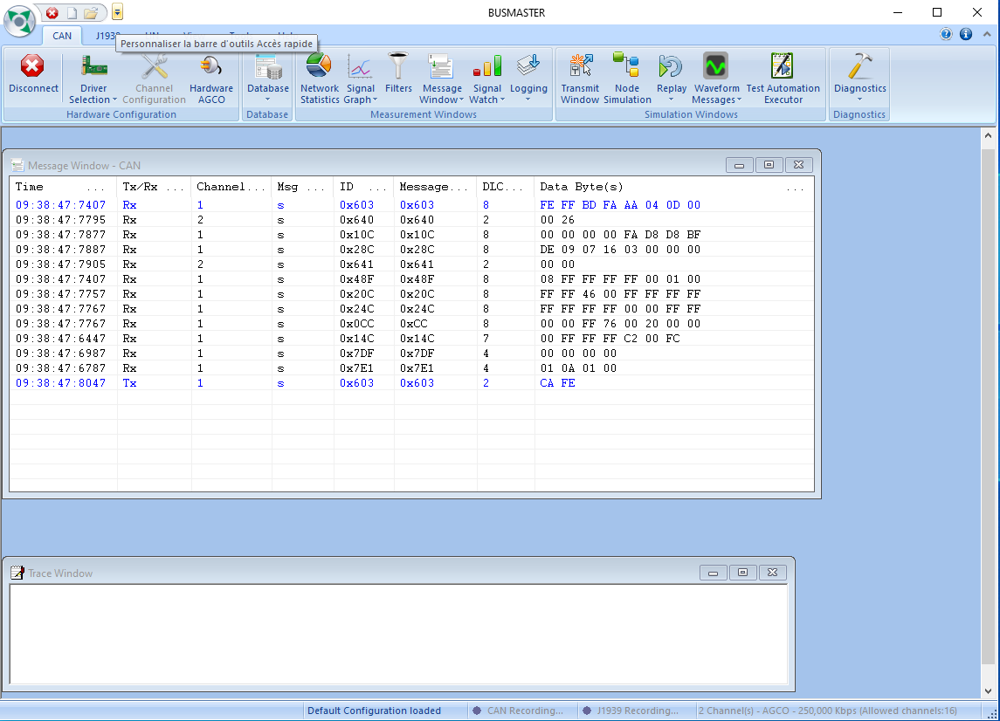 BUSMASTER
CAN
J1939
Personnaliser la barre d'outils Accès rapide
Disconnect
Driver Selection
Channel Configuration
Hardware AGCO
Database
Network Statistics
Signal Graph
Filters
Message Window
Signal Watch
Logging
Transmit Window
Node Simulation
Replay
Waveform Messages
Test Automation Executor
Diagnostics
Hardware Configuration
Database
Measurement Windows
Simulation Windows
Diagnostics
Message Window - CAN
Time ... Tx/Rx ... Channel... Msg ... ID ... Message... DLC... Data Byte(s) ...
09:38:47:7407 Rx 1 s 0x603 0x603 8 FE FF BD FA AA 04 0D 00
09:38:47:7795 Rx 2 s 0x640 0x640 2 00 26
09:38:47:7877 Rx 1 s 0x10C 0x10C 8 00 00 00 00 FA D8 D8 BF
09:38:47:7887 Rx 1 s 0x28C 0x28C 8 DE 09 07 16 03 00 00 00
09:38:47:7905 Rx 2 s 0x641 0x641 2 00 00
09:38:47:7407 Rx 1 s 0x48F 0x48F 8 08 FF FF FF FF 00 01 00
09:38:47:7757 Rx 1 s 0x20C 0x20C 8 FF FF 46 00 FF FF FF FF
09:38:47:7767 Rx 1 s 0x24C 0x24C 8 FF FF FF FF 00 00 FF FF
09:38:47:7767 Rx 1 s 0x0CC 0xCC 8 00 00 FF 76 00 20 00 00
09:38:47:6447 Rx 1 s 0x14C 0x14C 7 00 FF FF FF C2 00 FC
09:38:47:6987 Rx 1 s 0x7DF 0x7DF 4 00 00 00 00
09:38:47:6787 Rx 1 s 0x7E1 0x7E1 4 01 0A 01 00
09:38:47:8047 Tx 1 s 0x603 0x603 2 CA FE
Trace Window
Default Configuration loaded
CAN Recording...
J1939 Recording...
2 Channel(s) - AGCO - 250,000 Kbps (Allowed channels:16)